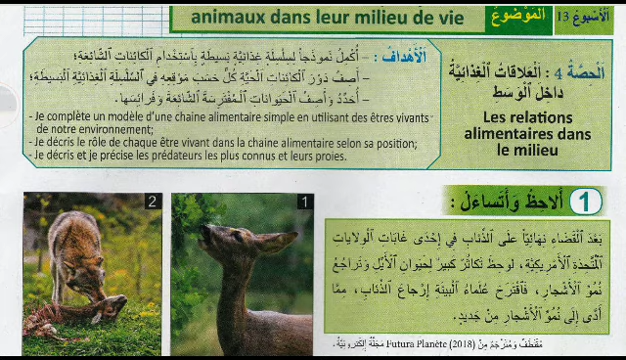 الْأُسْبوعُ 13 الْمَوْضوعُ animaux dans leur milieu de vie
الْحِصَّةُ 4 : الْعَلاقاتُ الْغِذائِيَّةُ
داخِلَ الْوَسَطِ
Les relations
alimentaires dans
le milieu
الْأَهْداف : - أُكْمِلُ نَموذَجاً لِسِلْسِلَةٍ غِذائِيَّةٍ بَسيطَةٍ بِاسْتِخْدامِ الْكائِناتِ الشّائِعَةِ؛
- أَصِفُ دَوْرَ الْكائِناتِ الْحَيَّةِ كُلٌّ حَسَبَ مَوْقِعِهِ في السِّلْسِلَةِ الْغِذائِيَّةِ الْبَسيطَةِ؛
- أُحَدِّدُ وَأَصِفُ الْحَيَواناتِ الْمُفْتَرِسَةَ الشّائِعَةَ وَفَرائِسَها.
- Je complète un modèle d'une chaine alimentaire simple en utilisant des êtres vivants
de notre environnement;
- Je décris le rôle de chaque être vivant dans la chaine alimentaire selon sa position;
- Je décris et je précise les prédateurs les plus connus et leurs proies.
1 أُلاحِظُ وَأَتَساءَلُ :
بَعْدَ الْقَضاءِ نِهائِيّاً عَلى الذِّئابِ في إِحْدى غاباتِ الْوِلاياتِ
الْمُتَّحِدَةِ الْأَمْريكِيَّةِ، لوحِظَ تَكاثُرٌ كَبيرٌ لِحَيَوانِ الْأُيَّلِ وَتَراجُعُ
نُمُوِّ الْأَشْجارِ، فَاقْتَرَحَ عُلَماءُ الْبيئَةِ إِرْجاعَ الذِّئابِ، مِمّا
أَدّى إِلى نُمُوِّ الْأَشْجارِ مِنْ جَديدٍ.
مُقْتَطَفٌ وَمُتَرْجَمٌ مِنْ Futura Planète (2018) مَجَلَّةٌ إِلِكْترونِيَّةٌ.
1
2